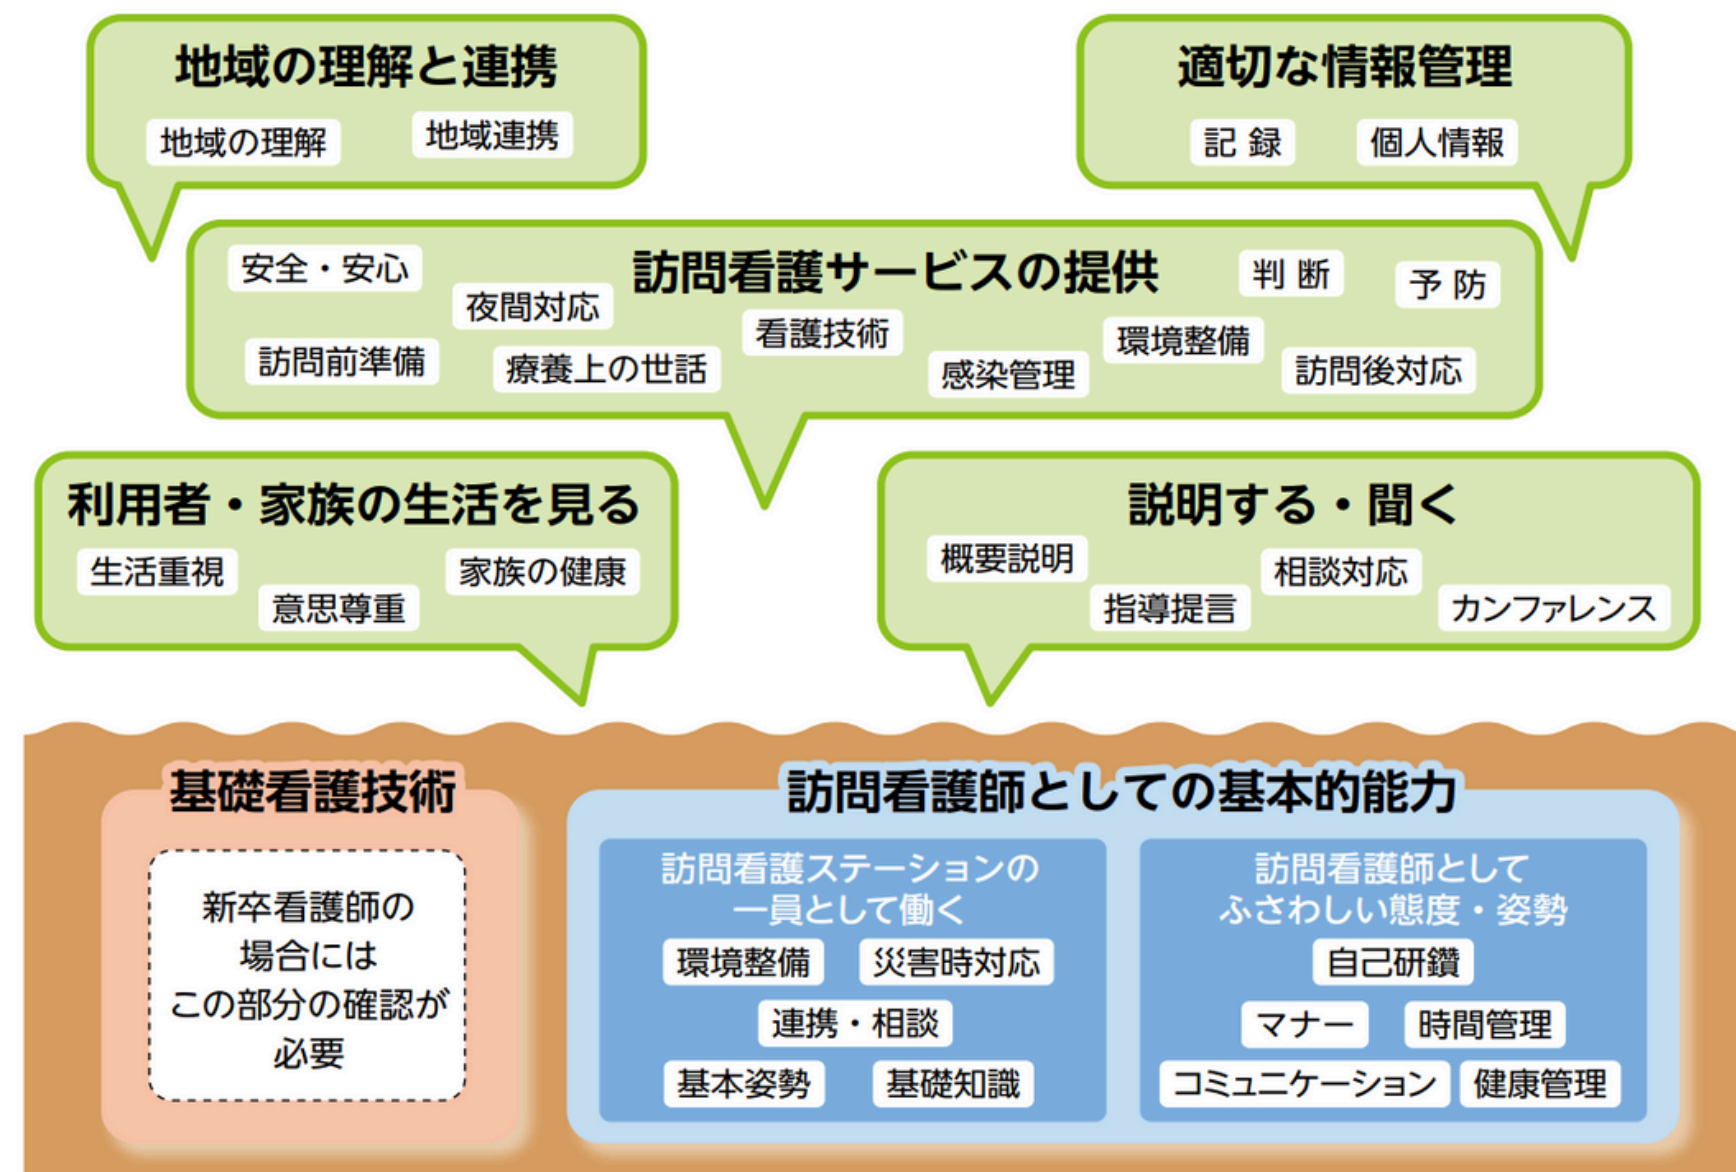 地域の理解と連携
地域の理解
地域連携
適切な情報管理
記 録
個人情報
訪問看護サービスの提供
安全・安心
夜間対応
判 断
予 防
訪問前準備
療養上の世話
看護技術
感染管理
環境整備
訪問後対応
利用者・家族の生活を見る
生活重視
意思尊重
家族の健康
説明する・聞く
概要説明
指導提言
相談対応
カンファレンス
基礎看護技術
新卒看護師の
場合には
この部分の確認が
必要
訪問看護師としての基本的能力
訪問看護ステーションの
一員として働く
環境整備
災害時対応
連携・相談
基本姿勢
基礎知識
訪問看護師として
ふさわしい態度・姿勢
自己研鑽
マナー
時間管理
コミュニケーション
健康管理